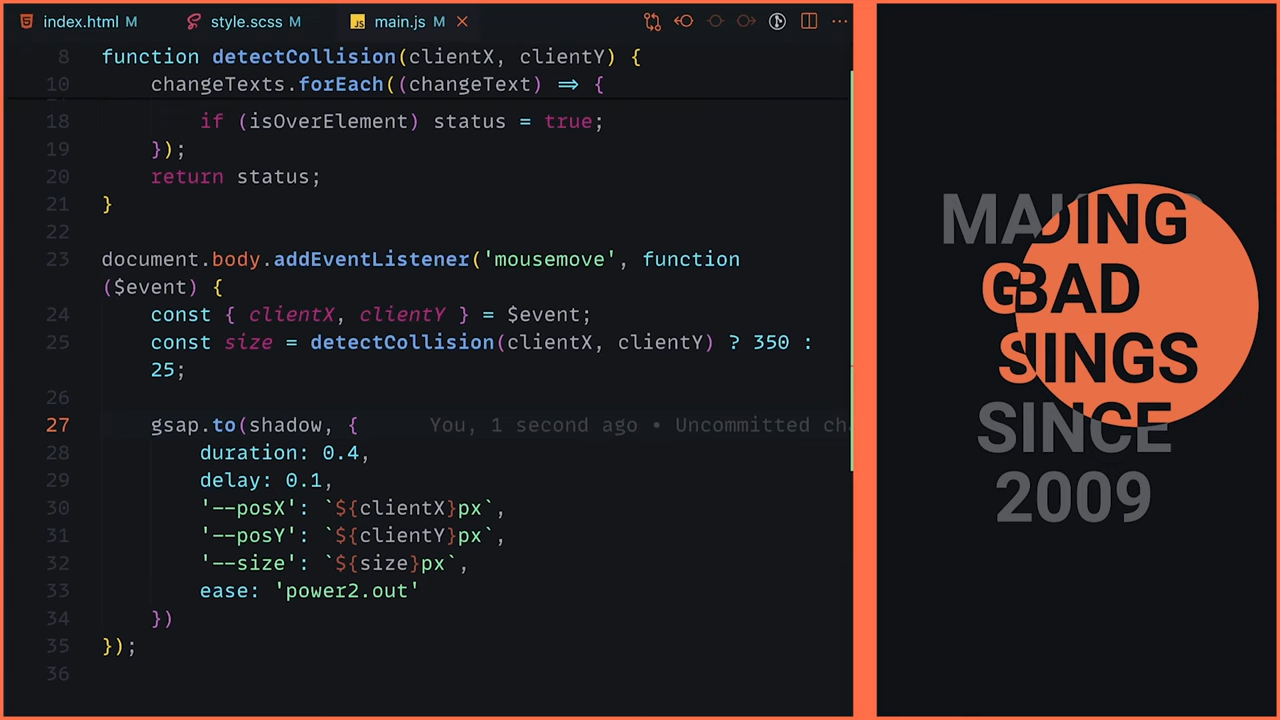 index.html M
style.scss M
JS main.js M
8 function detectCollision(clientX, clientY) {
10 changeTexts.forEach((changeText) => {
18 if (isOverElement) status = true;
19 });
20 return status;
21 }
22
23 document.body.addEventListener('mousemove', function
($event) {
24 const { clientX, clientY } = $event;
25 const size = detectCollision(clientX, clientY) ? 350 :
25;
26
27 gsap.to(shadow, { You, 1 second ago • Uncommitted
28 duration: 0.4,
29 delay: 0.1,
30 '--posX': `${clientX}px`,
31 '--posY': `${clientY}px`,
32 '--size': `${size}px`,
33 ease: 'power2.out'
34 })
35 });
36
BAD
SINCE
2009